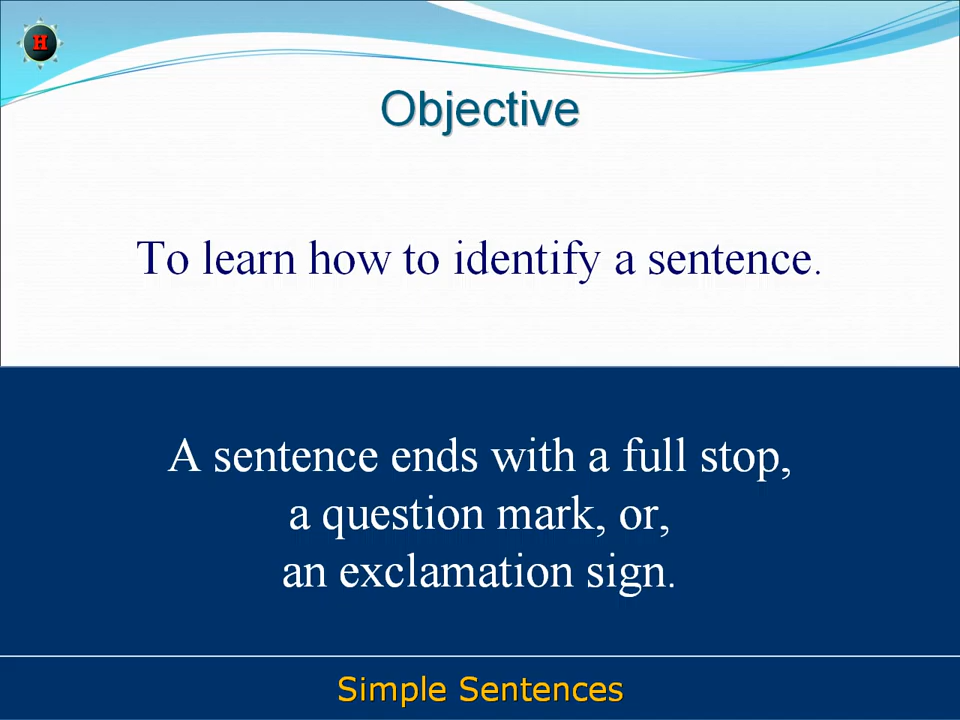 H
Objective
To learn how to identify a sentence.
A sentence ends with a full stop,
a question mark, or,
an exclamation sign.
Simple Sentences